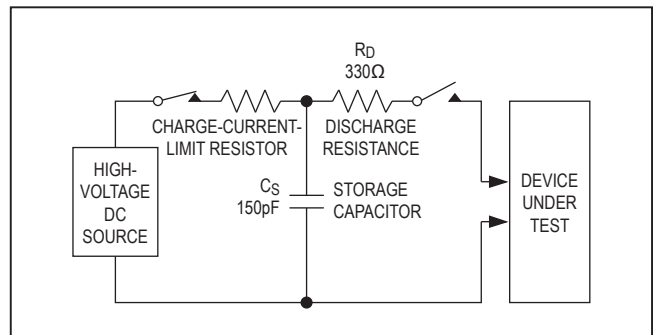 RD
330Ω
CHARGE-CURRENT-
LIMIT RESISTOR
DISCHARGE
RESISTANCE
HIGH-
VOLTAGE
DC
SOURCE
CS
150pF
STORAGE
CAPACITOR
DEVICE
UNDER
TEST